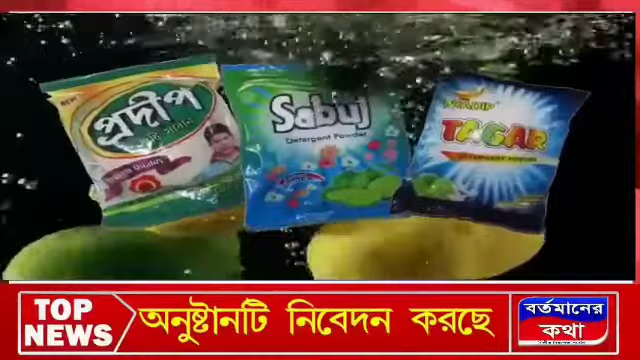 প্রদীপ
Sabuj
Detergent Powder
TAGAR
TOP
NEWS
অনুষ্টানটি নিবেদন করছে
বর্তমানের
কথা